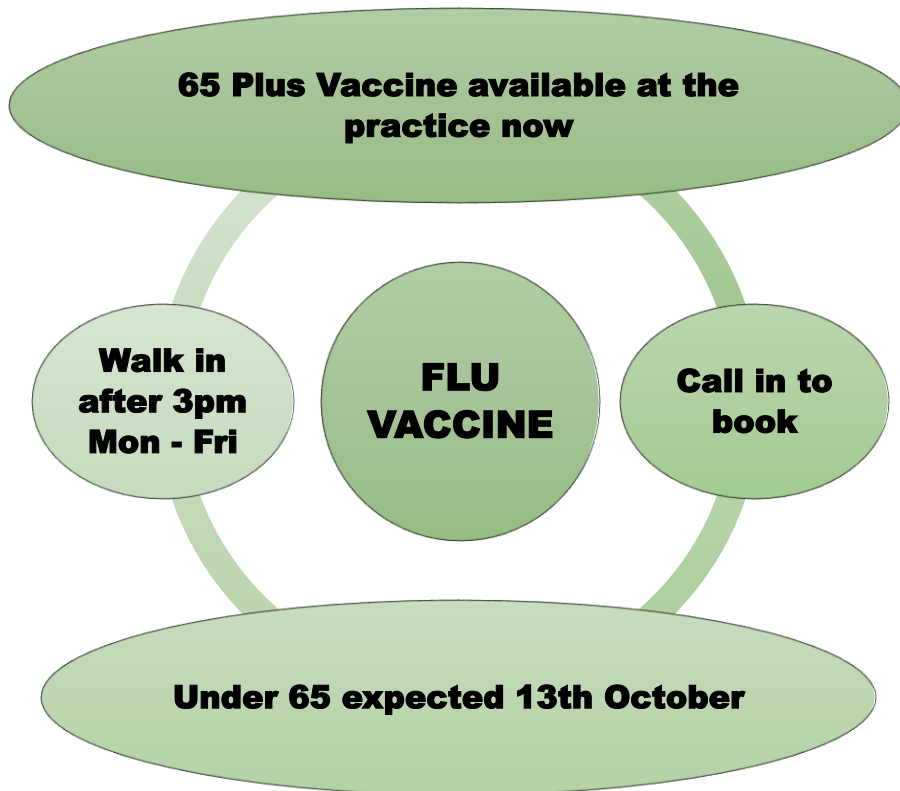 65 Plus Vaccine available at the
practice now
Walk in
after 3pm
Mon - Fri
FLU
VACCINE
Call in to
book
Under 65 expected 13th October